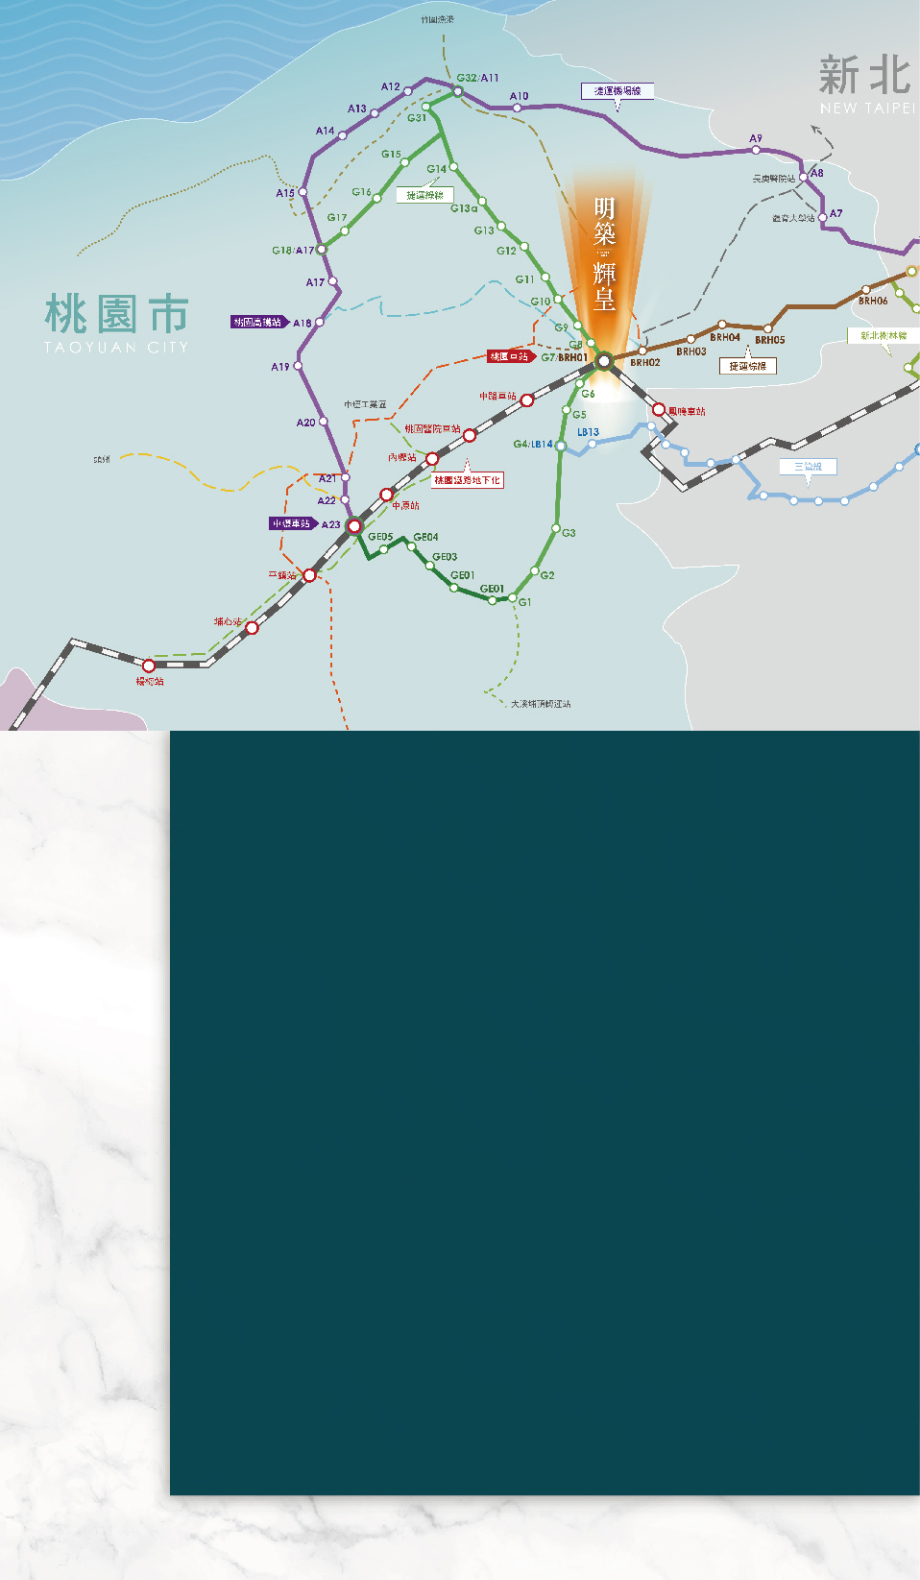 竹圍漁港
G32/A11
A12
A10
捷運機場線
新北
NEW TAIPEI
A13
G31
A14
A9
G15
G14
長庚醫院站
A8
A15
G16
捷運綠線
G13a
明築
輝皇
體育大學站
A7
G17
G13
G18/A17
G12
A17
G11
桃園市
TAOYUAN CITY
G10
BRH06
桃園高鐵站
A18
G9
新北樹林線
G8
BRH04
BRH05
BRH03
桃園車站
G7/BRH01
BRH02
捷運棕線
A19
G6
中路車站
中壢工業區
鳳鳴車站
G5
A20
桃園醫院車站
LB13
G4/LB14
內壢站
三鶯線
A21
桃園鐵路地下化
A22
中原站
中壢車站
A23
GE05
GE04
G3
GE03
平鎮站
GE01
G2
GE01
G1
埔心站
楊梅站
大溪埔頂轉運站